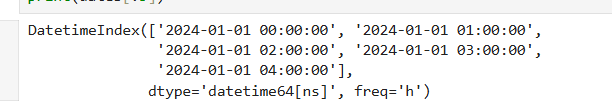 DatetimeIndex(['2024-01-01 00:00:00', '2024-01-01 01:00:00',
'2024-01-01 02:00:00', '2024-01-01 03:00:00',
'2024-01-01 04:00:00'],
dtype='datetime64[ns]', freq='h')